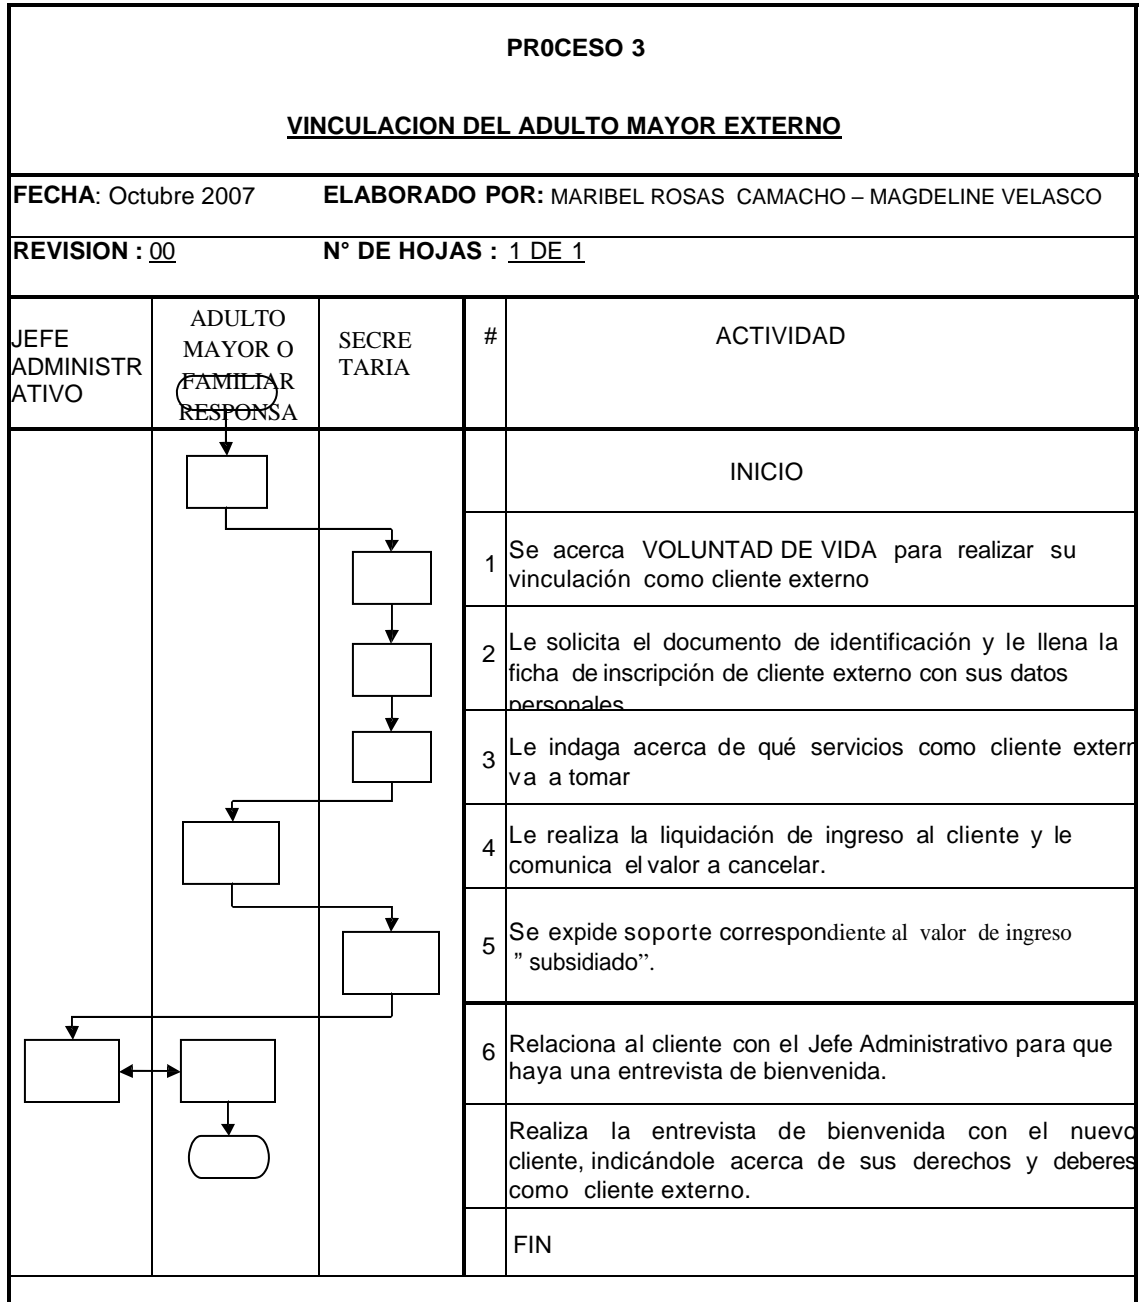 PR0CESO 3
VINCULACION DEL ADULTO MAYOR EXTERNO
FECHA: Octubre 2007 ELABORADO POR: MARIBEL ROSAS CAMACHO – MAGDELINE VELASCO
REVISION : 00 N° DE HOJAS : 1 DE 1
JEFE
ADMINISTR
ATIVO
ADULTO
MAYOR O
FAMILIAR
RESPONSA
SECRE
TARIA
#
ACTIVIDAD
INICIO
1
Se acerca VOLUNTAD DE VIDA para realizar su
vinculación como cliente externo
2
Le solicita el documento de identificación y le llena la
ficha de inscripción de cliente externo con sus datos
personales
3
Le indaga acerca de qué servicios como cliente extern
va a tomar
4
Le realiza la liquidación de ingreso al cliente y le
comunica el valor a cancelar.
5
Se expide soporte correspondiente al valor de ingreso
” subsidiado”.
6
Relaciona al cliente con el Jefe Administrativo para que
haya una entrevista de bienvenida.
Realiza la entrevista de bienvenida con el nuevo
cliente, indicándole acerca de sus derechos y deberes
como cliente externo.
FIN